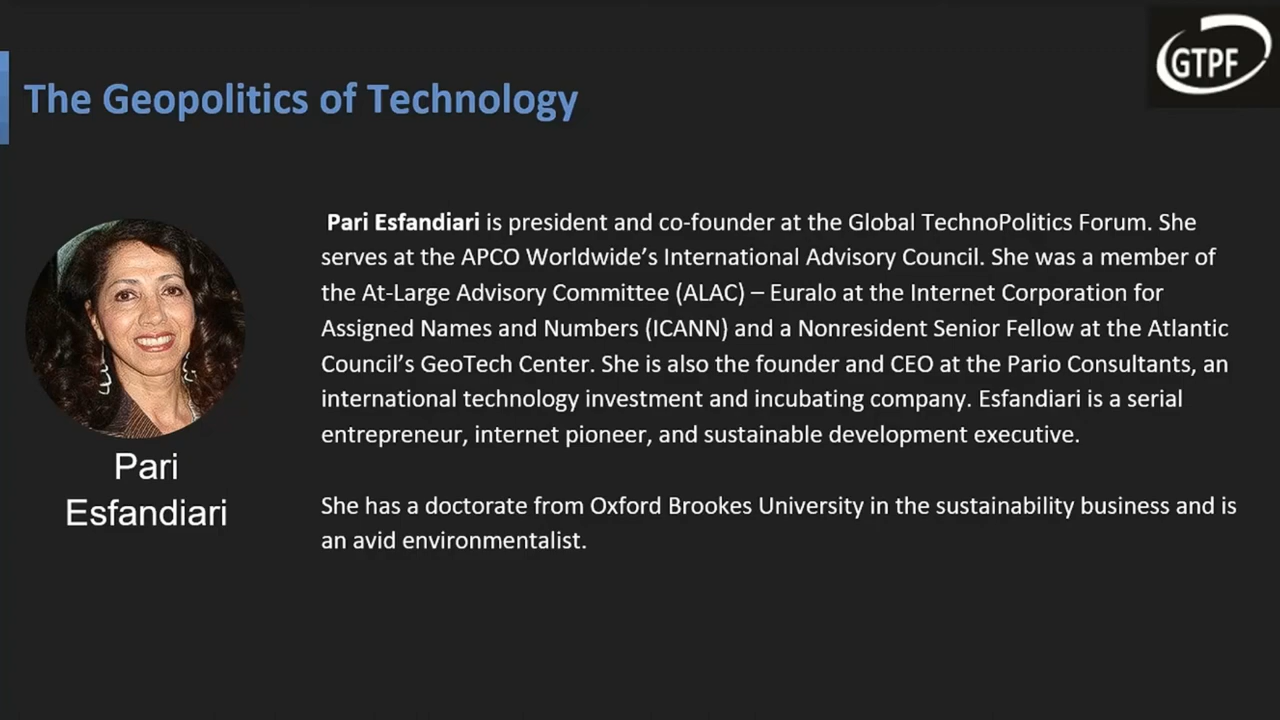 GTPF
The Geopolitics of Technology
Pari Esfandiari is president and co-founder at the Global TechnoPolitics Forum. She
serves at the APCO Worldwide’s International Advisory Council. She was a member of
the At-Large Advisory Committee (ALAC) – Euralo at the Internet Corporation for
Assigned Names and Numbers (ICANN) and a Nonresident Senior Fellow at the Atlantic
Council’s GeoTech Center. She is also the founder and CEO at the Pario Consultants, an
international technology investment and incubating company. Esfandiari is a serial
entrepreneur, internet pioneer, and sustainable development executive.
She has a doctorate from Oxford Brookes University in the sustainability business and is
an avid environmentalist.
Pari
Esfandiari